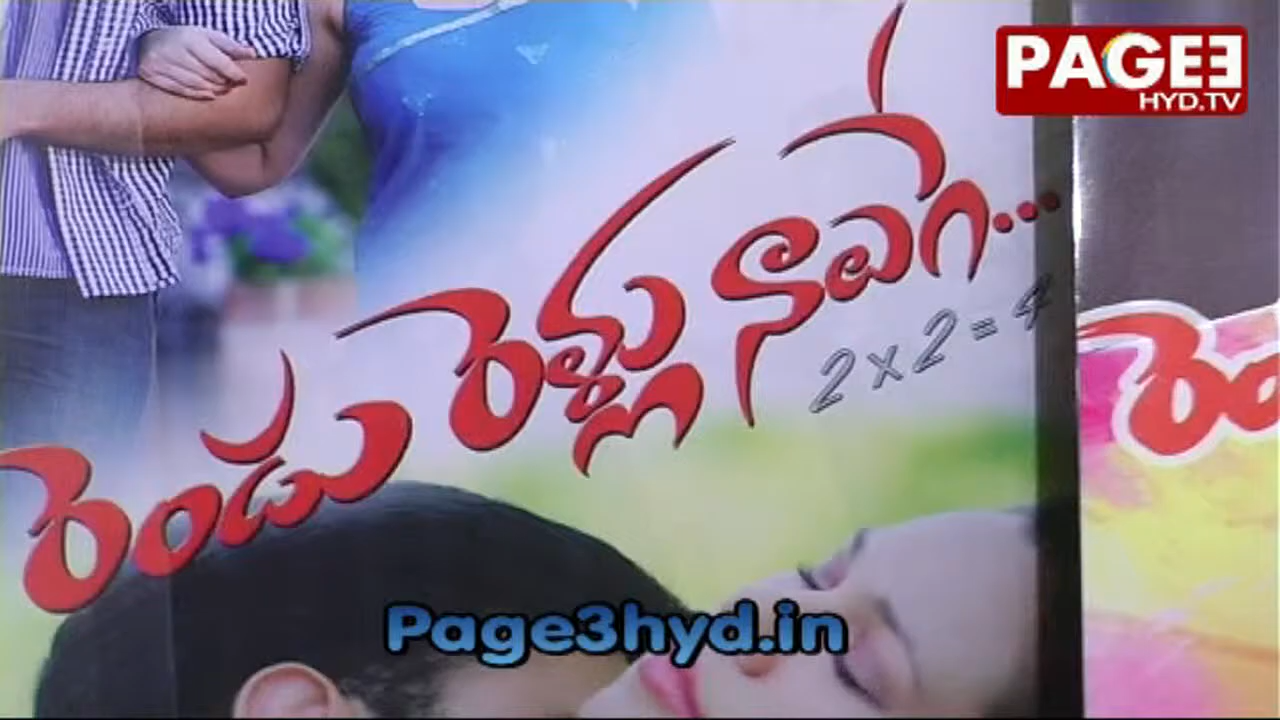 PAGE3
HYD.TV
రెండు రెళ్ళు నాలుగే...
2 x 2 = 4
రెం
Page3hyd.in